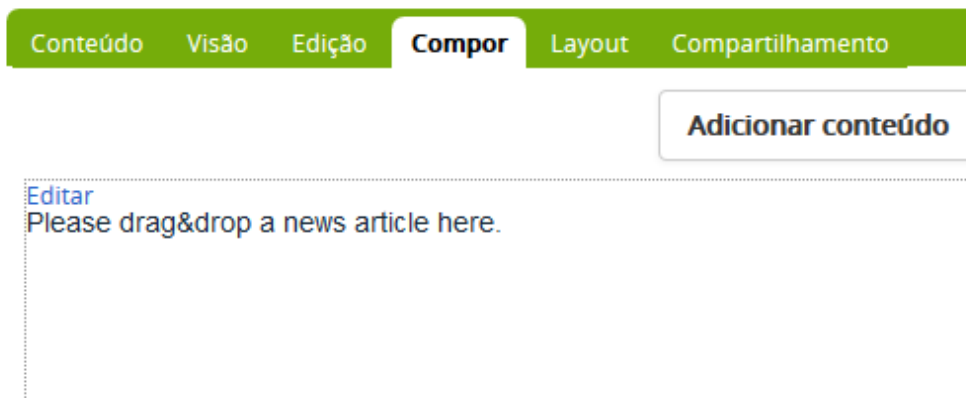 Conteúdo Visão Edição Compor Layout Compartilhamento
Adicionar conteúdo
Editar
Please drag&drop a news article here.